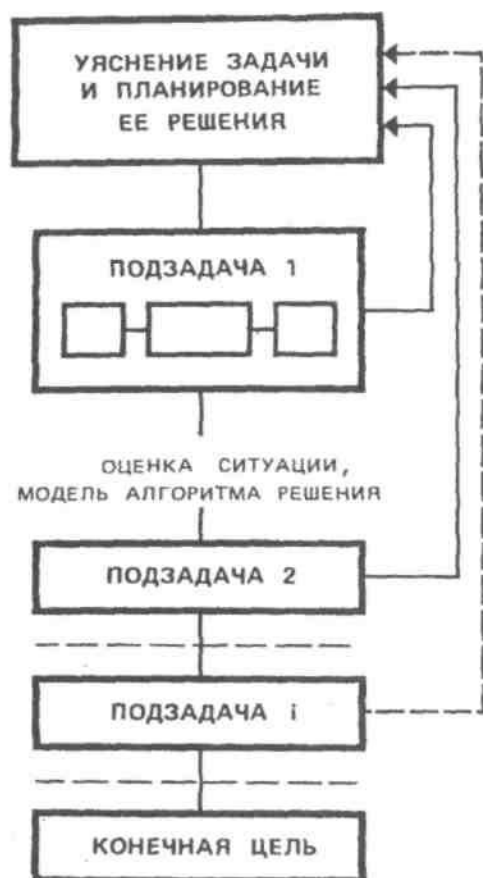 УЯСНЕНИЕ ЗАДАЧИ
И ПЛАНИРОВАНИЕ
ЕЕ РЕШЕНИЯ
ПОДЗАДАЧА 1
ОЦЕНКА СИТУАЦИИ,
МОДЕЛЬ АЛГОРИТМА РЕШЕНИЯ
ПОДЗАДАЧА 2
ПОДЗАДАЧА i
КОНЕЧНАЯ ЦЕЛЬ